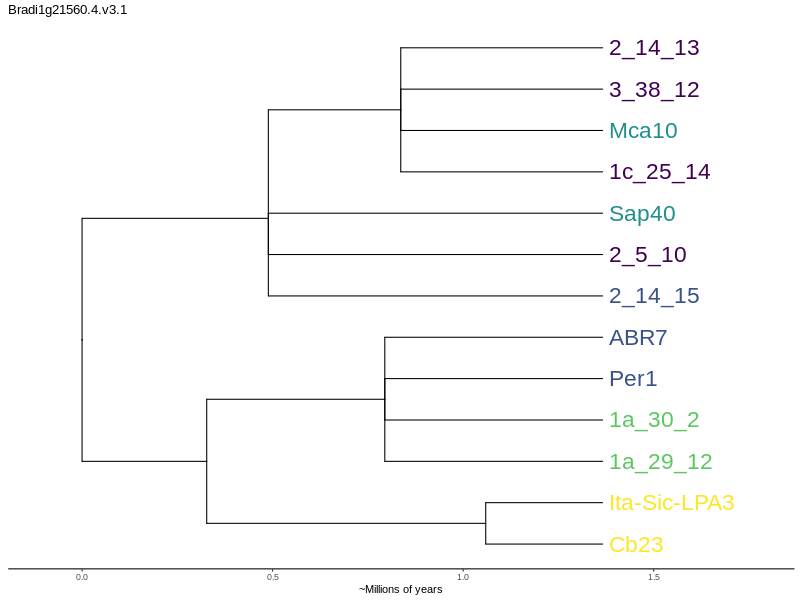 Bradi1g21560.4.v3.1
2_14_13
3_38_12
Mca10
1c_25_14
Sap40
2_5_10
2_14_15
ABR7
Per1
1a_30_2
1a_29_12
Ita-Sic-LPA3
Cb23
0.0 0.5 1.0 1.5
~Millions of years